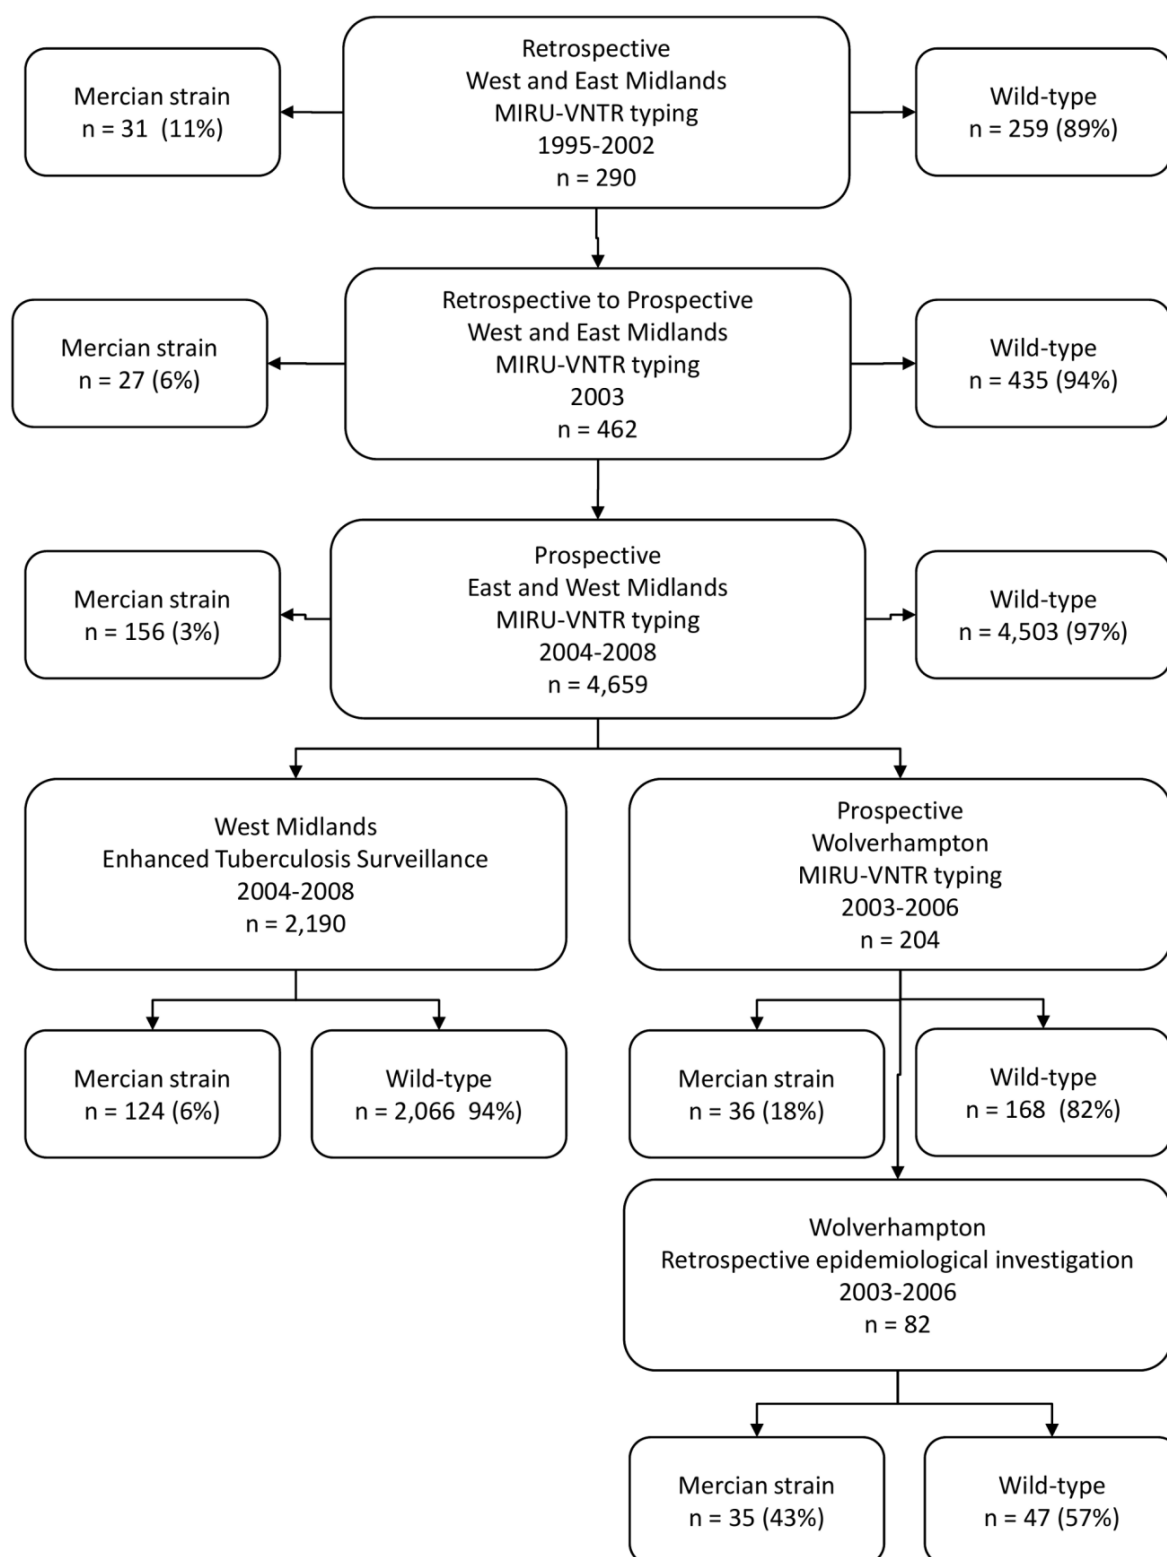 Retrospective
West and East Midlands
MIRU-VNTR typing
1995-2002
n = 290
Mercian strain
n = 31 (11%)
Wild-type
n = 259 (89%)
Retrospective to Prospective
West and East Midlands
MIRU-VNTR typing
2003
n = 462
Mercian strain
n = 27 (6%)
Wild-type
n = 435 (94%)
Prospective
East and West Midlands
MIRU-VNTR typing
2004-2008
n = 4,659
Mercian strain
n = 156 (3%)
Wild-type
n = 4,503 (97%)
West Midlands
Enhanced Tuberculosis Surveillance
2004-2008
n = 2,190
Prospective
Wolverhampton
MIRU-VNTR typing
2003-2006
n = 204
Mercian strain
n = 124 (6%)
Wild-type
n = 2,066 94%)
Mercian strain
n = 36 (18%)
Wild-type
n = 168 (82%)
Wolverhampton
Retrospective epidemiological investigation
2003-2006
n = 82
Mercian strain
n = 35 (43%)
Wild-type
n = 47 (57%)